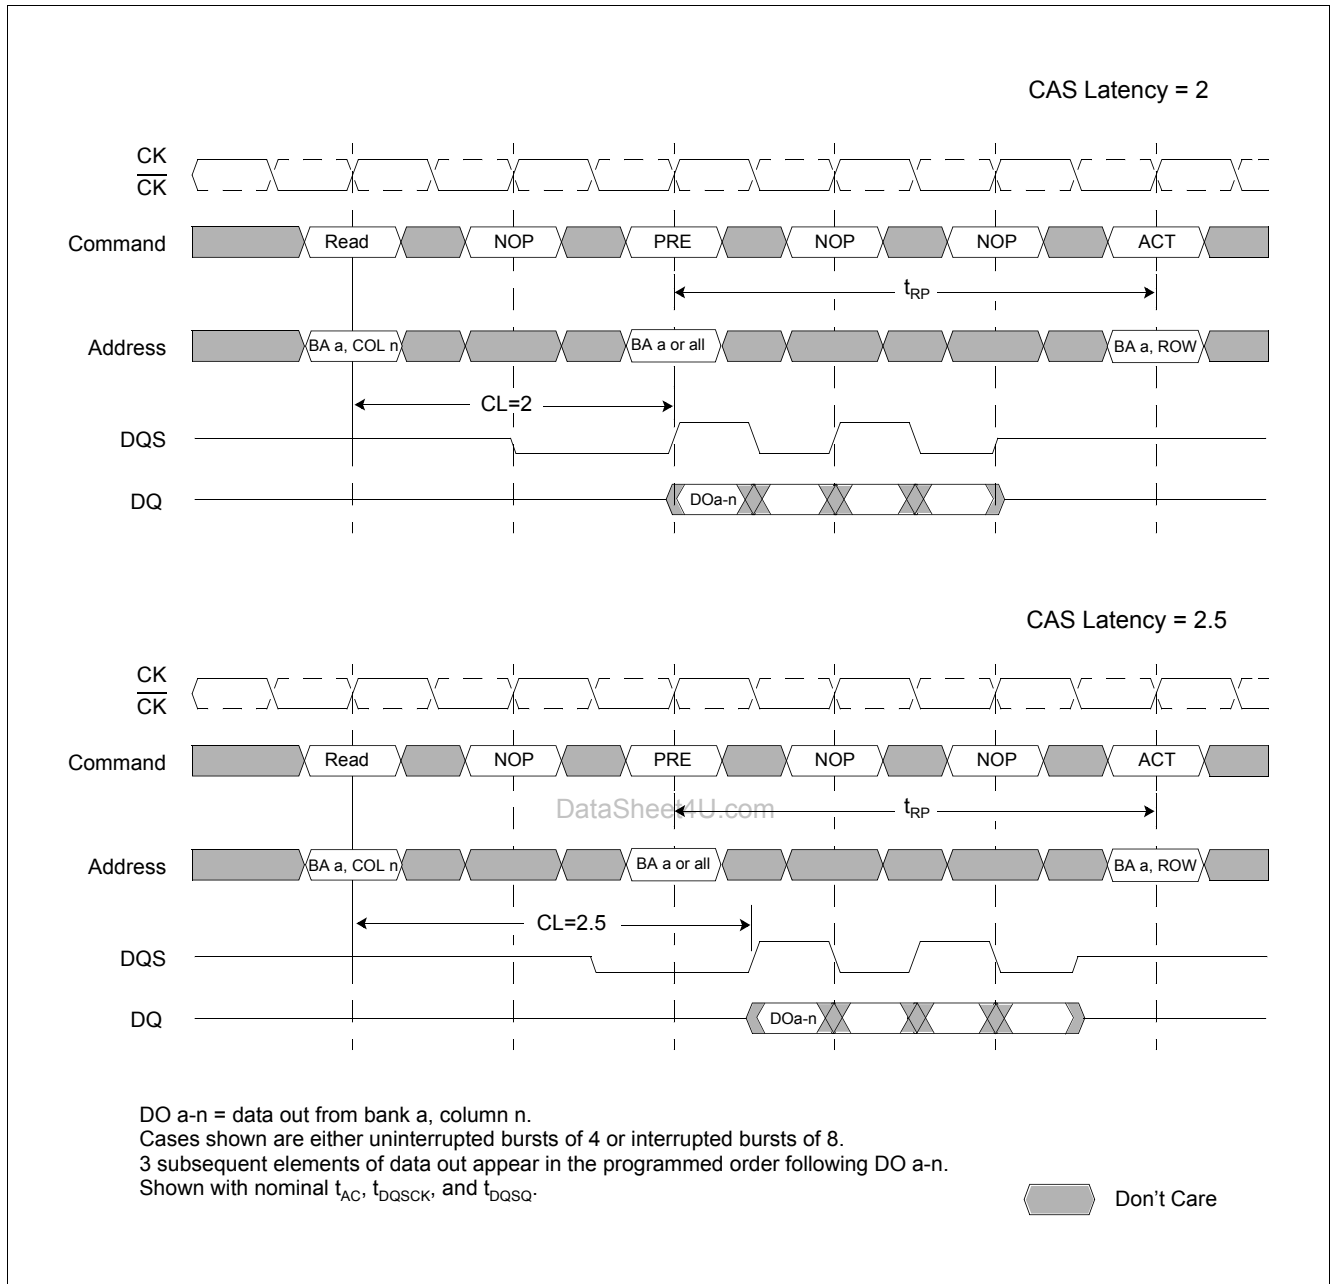 CAS Latency = 2
CK
CK
Command
Read
NOP
PRE
NOP
NOP
ACT
tRP
Address
BA a, COL n
BA a or all
BA a, ROW
CL=2
DQS
DQ
DOa-n
CAS Latency = 2.5
CK
CK
Command
Read
NOP
PRE
NOP
NOP
ACT
DataSheet4U.com
tRP
Address
BA a, COL n
BA a or all
BA a, ROW
CL=2.5
DQS
DQ
DOa-n
DO a-n = data out from bank a, column n.
Cases shown are either uninterrupted bursts of 4 or interrupted bursts of 8.
3 subsequent elements of data out appear in the programmed order following DO a-n.
Shown with nominal tAC, tDQSCK, and tDQSQ.
Don't Care